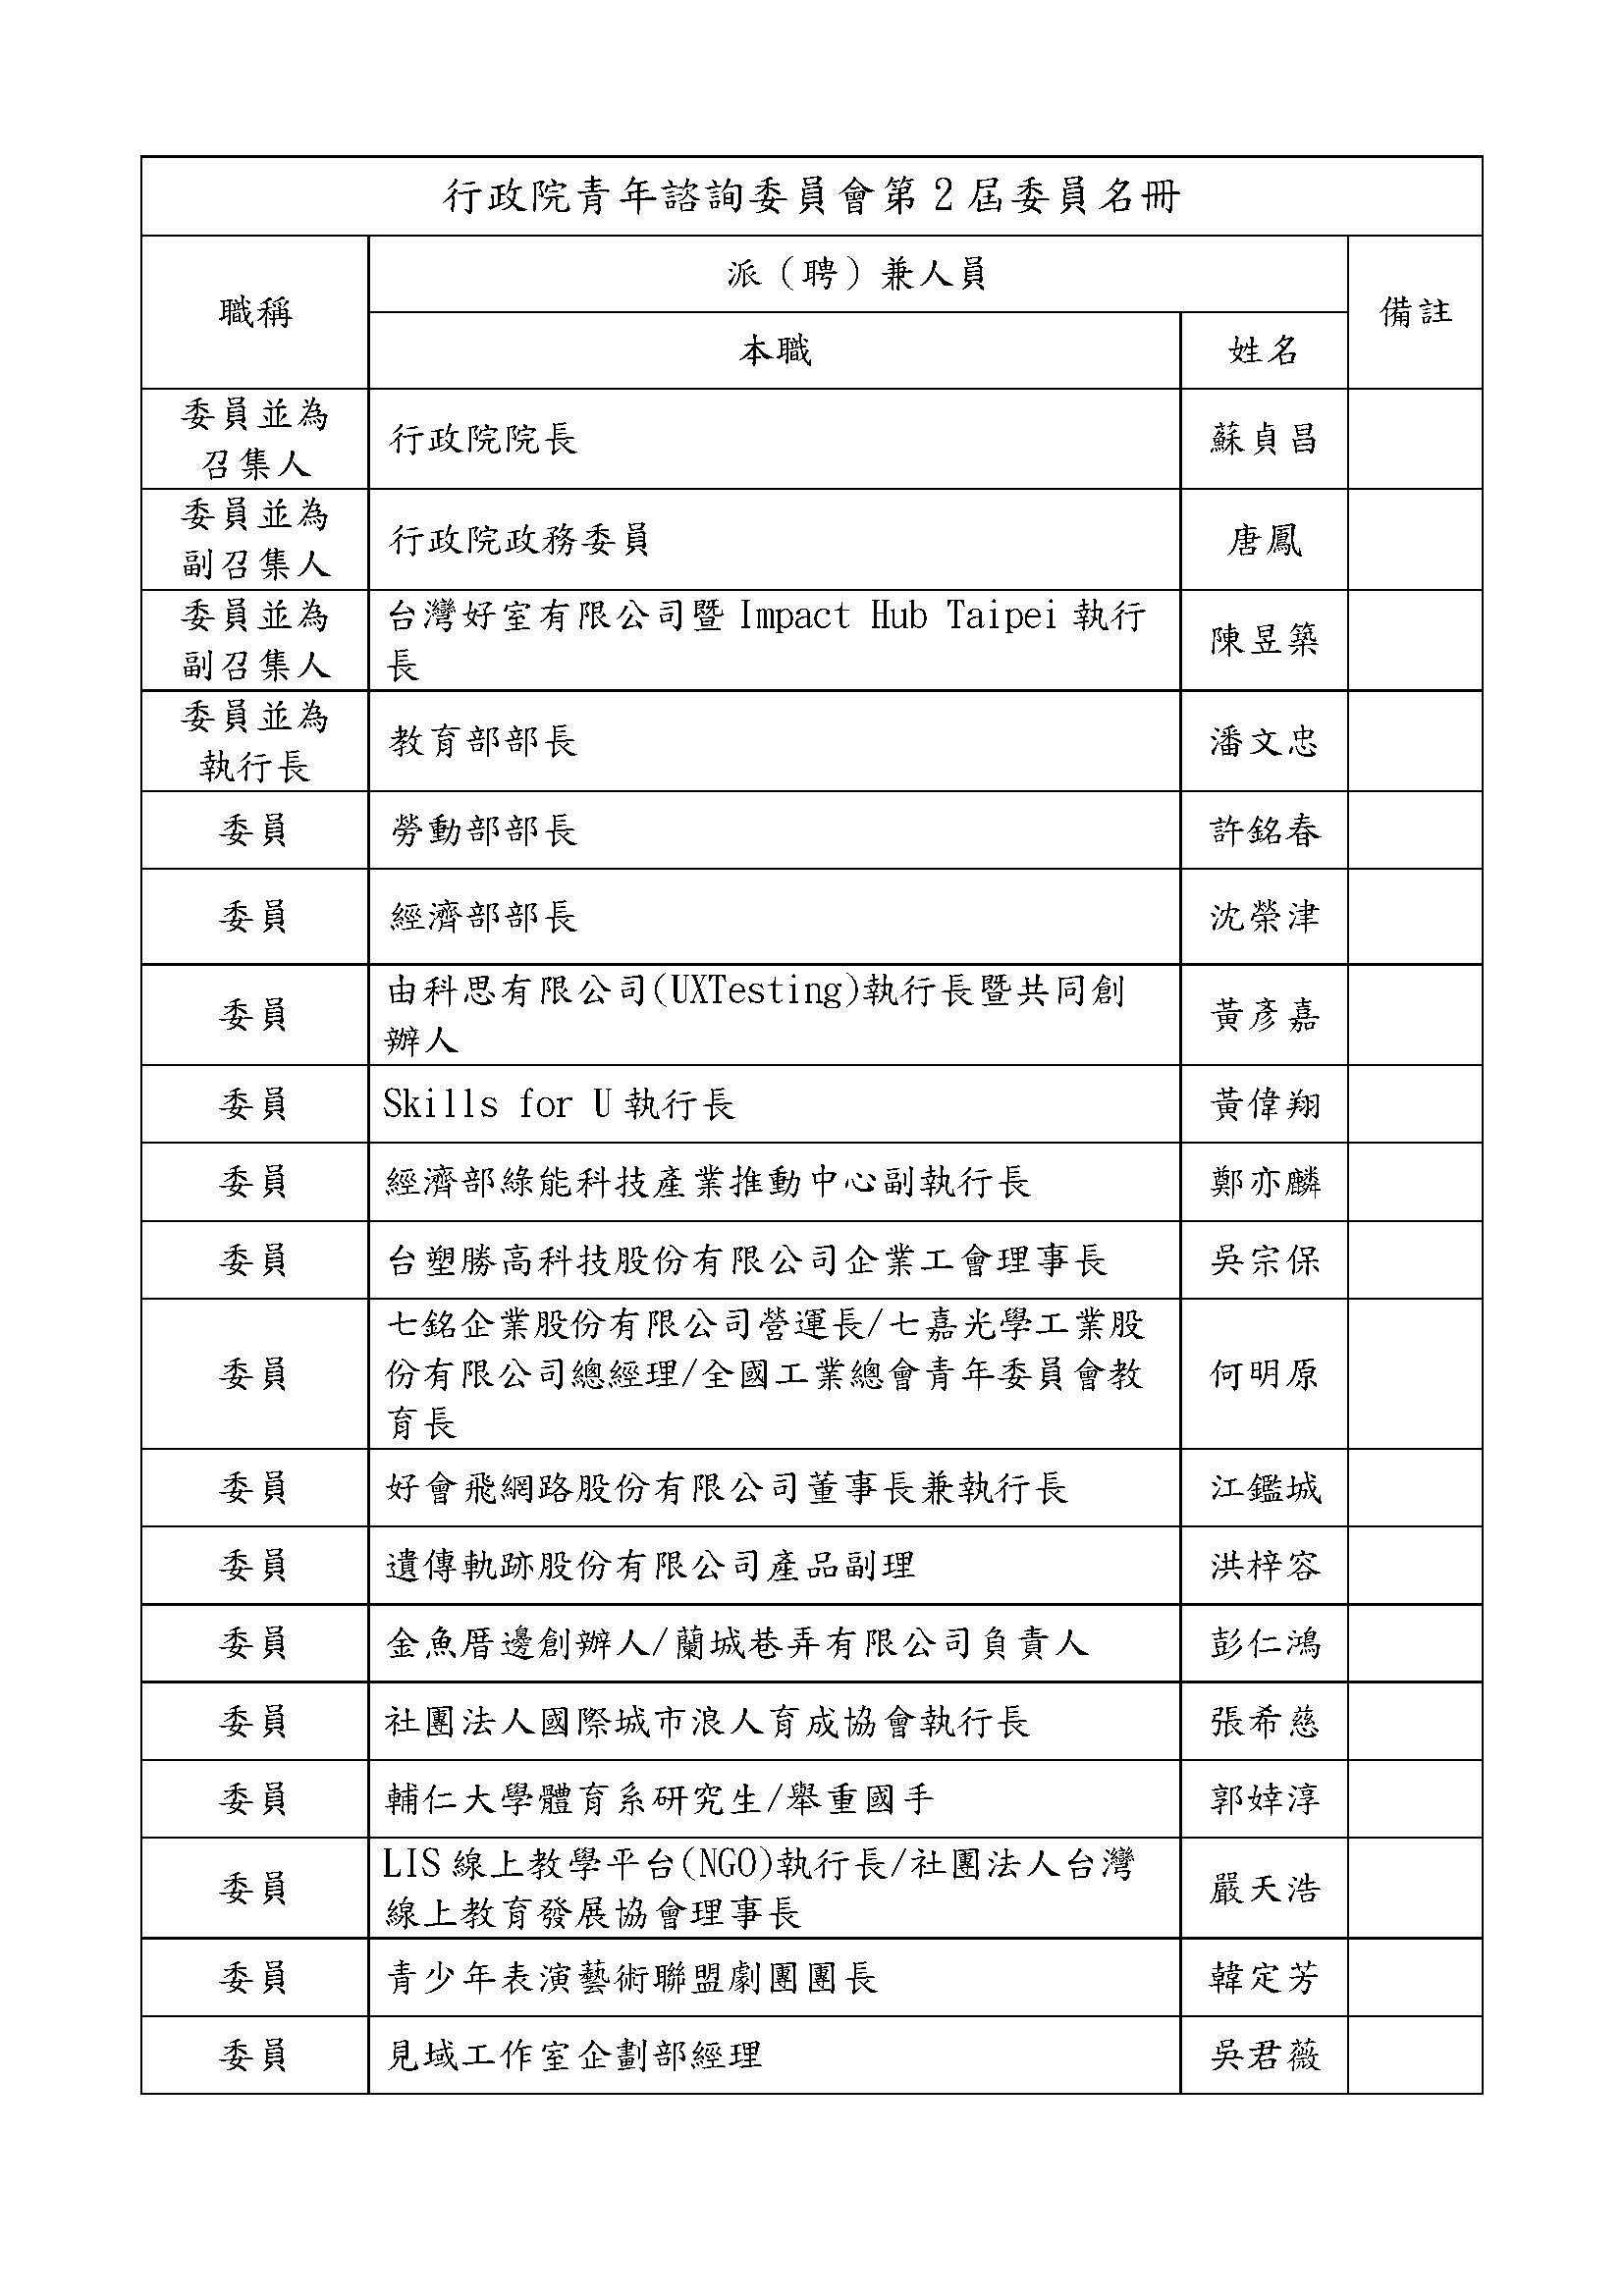 行政院青年諮詢委員會第2屆委員名冊
職稱
派（聘）兼人員
備註
本職
姓名
委員並為
召集人
行政院院長
蘇貞昌
委員並為
副召集人
行政院政務委員
唐鳳
委員並為
副召集人
台灣好室有限公司暨Impact Hub Taipei執行
長
陳昱築
委員並為
執行長
教育部部長
潘文忠
委員
勞動部部長
許銘春
委員
經濟部部長
沈榮津
委員
由科思有限公司(UXTesting)執行長暨共同創
辦人
黃彥嘉
委員
Skills for U執行長
黃偉翔
委員
經濟部綠能科技產業推動中心副執行長
鄭亦麟
委員
台塑勝高科技股份有限公司企業工會理事長
吳宗保
委員
七銘企業股份有限公司營運長/七嘉光學工業股
份有限公司總經理/全國工業總會青年委員會教
育長
何明原
委員
好會飛網路股份有限公司董事長兼執行長
江鑑城
委員
遺傳軌跡股份有限公司產品副理
洪梓容
委員
金魚厝邊創辦人/蘭城巷弄有限公司負責人
彭仁鴻
委員
社團法人國際城市浪人育成協會執行長
張希慈
委員
輔仁大學體育系研究生/舉重國手
郭婞淳
委員
LIS線上教學平台(NGO)執行長/社團法人台灣
線上教育發展協會理事長
嚴天浩
委員
青少年表演藝術聯盟劇團團長
韓定芳
委員
見域工作室企劃部經理
吳君薇